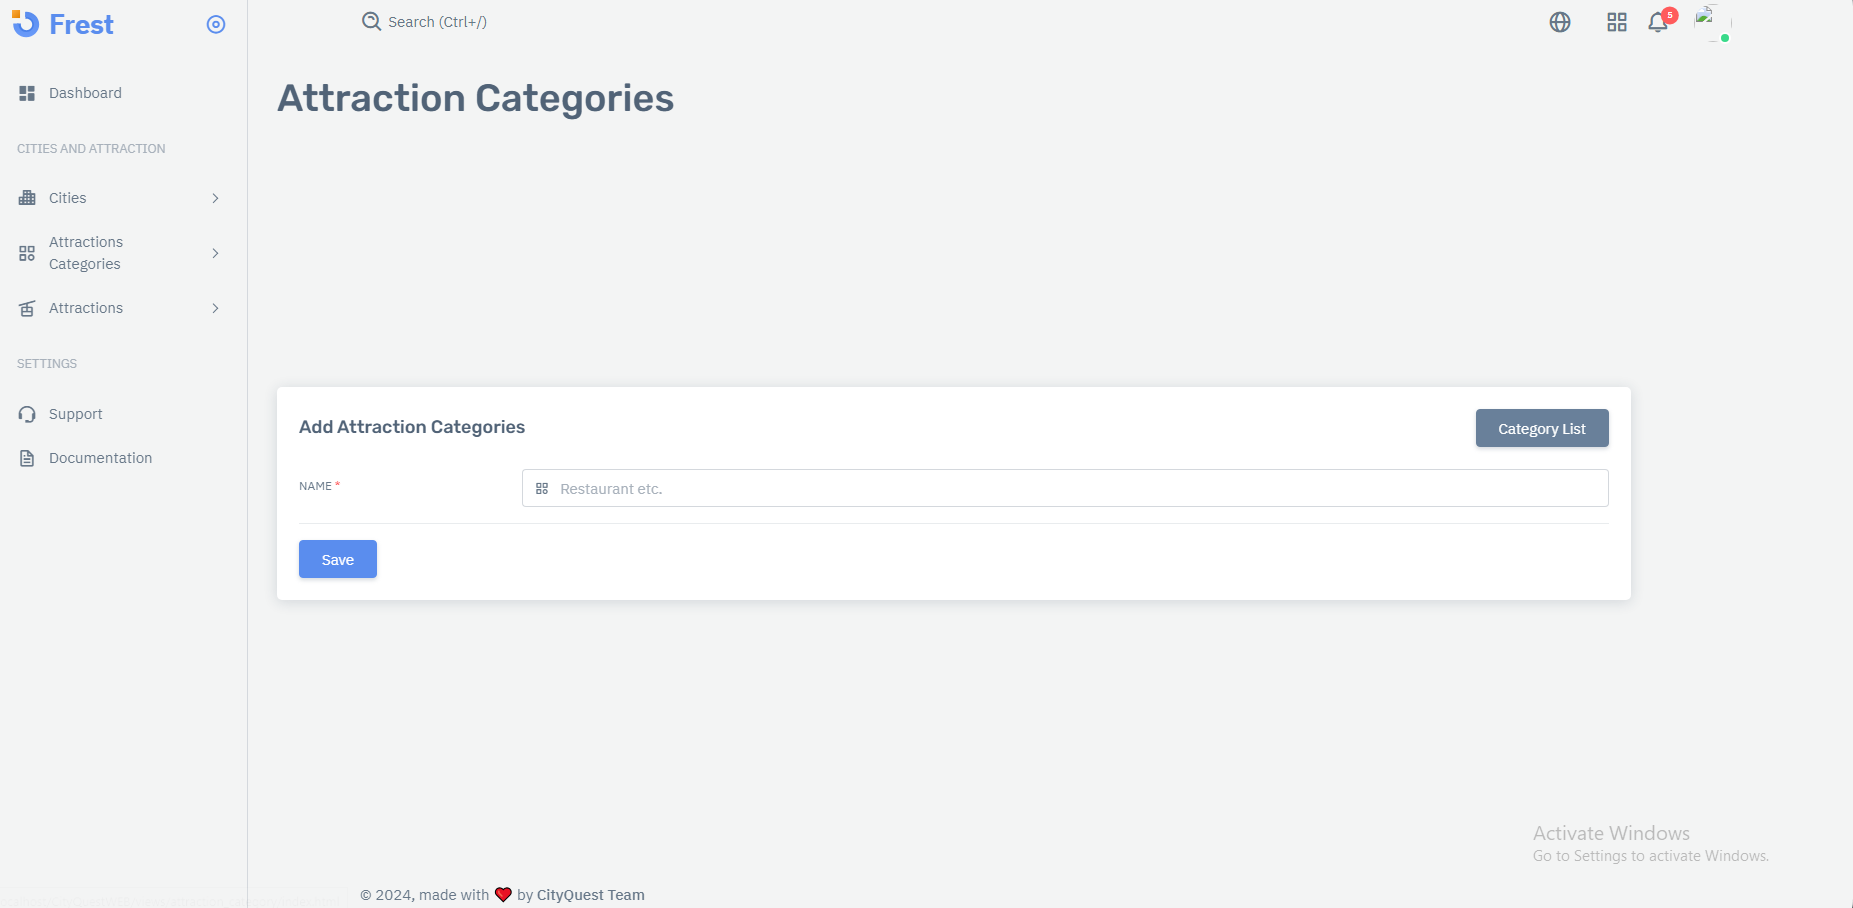 Frest
Search (Ctrl+/)
5
Dashboard
CITIES AND ATTRACTION
Cities
Attractions
Categories
Attractions
SETTINGS
Support
Documentation
Attraction Categories
Add Attraction Categories
Category List
NAME *
Restaurant etc.
Save
Activate Windows
Go to Settings to activate Windows.
© 2024, made with ❤ by CityQuest Team